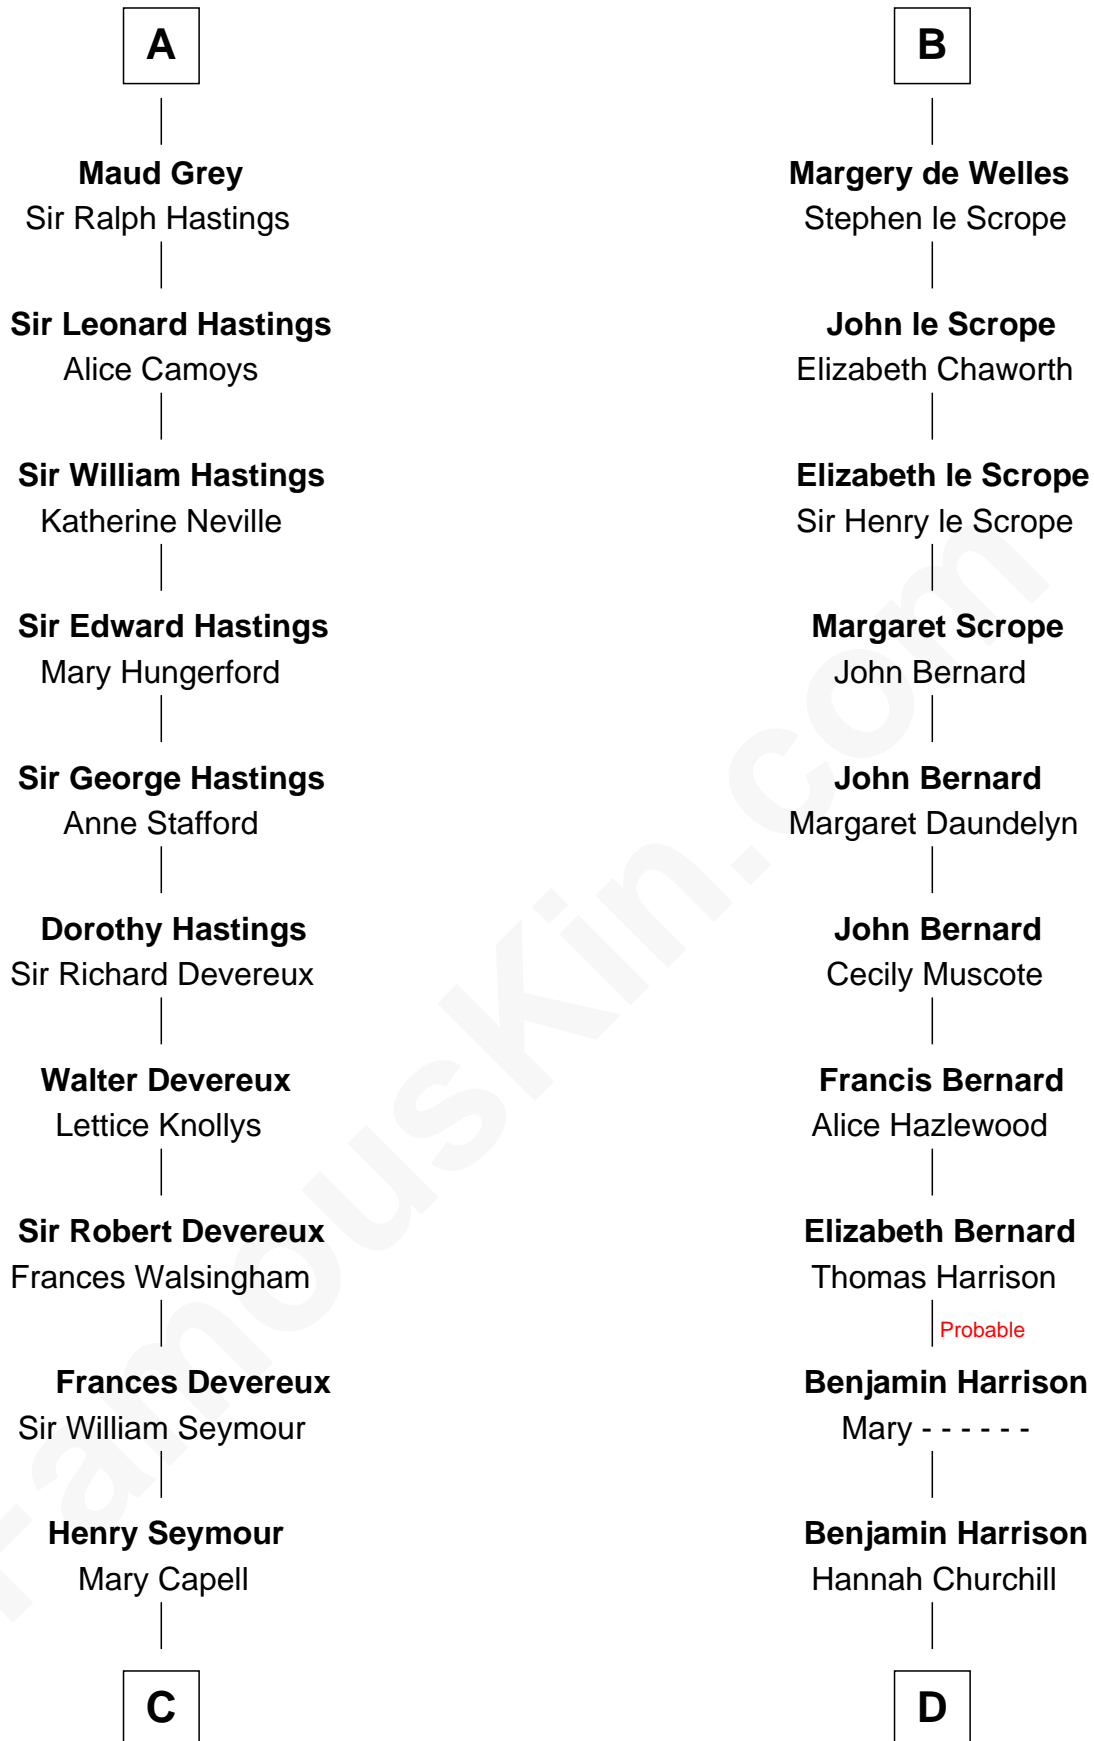 A
Maud Grey
Sir Ralph Hastings
Sir Leonard Hastings
Alice Camoys
Sir William Hastings
Katherine Neville
Sir Edward Hastings
Mary Hungerford
Sir George Hastings
Anne Stafford
Dorothy Hastings
Sir Richard Devereux
Walter Devereux
Lettice Knollys
Sir Robert Devereux
Frances Walsingham
Frances Devereux
Sir William Seymour
Henry Seymour
Mary Capell
C
B
Margery de Welles
Stephen le Scrope
John le Scrope
Elizabeth Chaworth
Elizabeth le Scrope
Sir Henry le Scrope
Margaret Scrope
John Bernard
John Bernard
Margaret Daundelyn
John Bernard
Cecily Muscote
Francis Bernard
Alice Hazlewood
Elizabeth Bernard
Thomas Harrison
Probable
Benjamin Harrison
Mary - - - - - -
Benjamin Harrison
Hannah Churchill
D
FamousKin.com